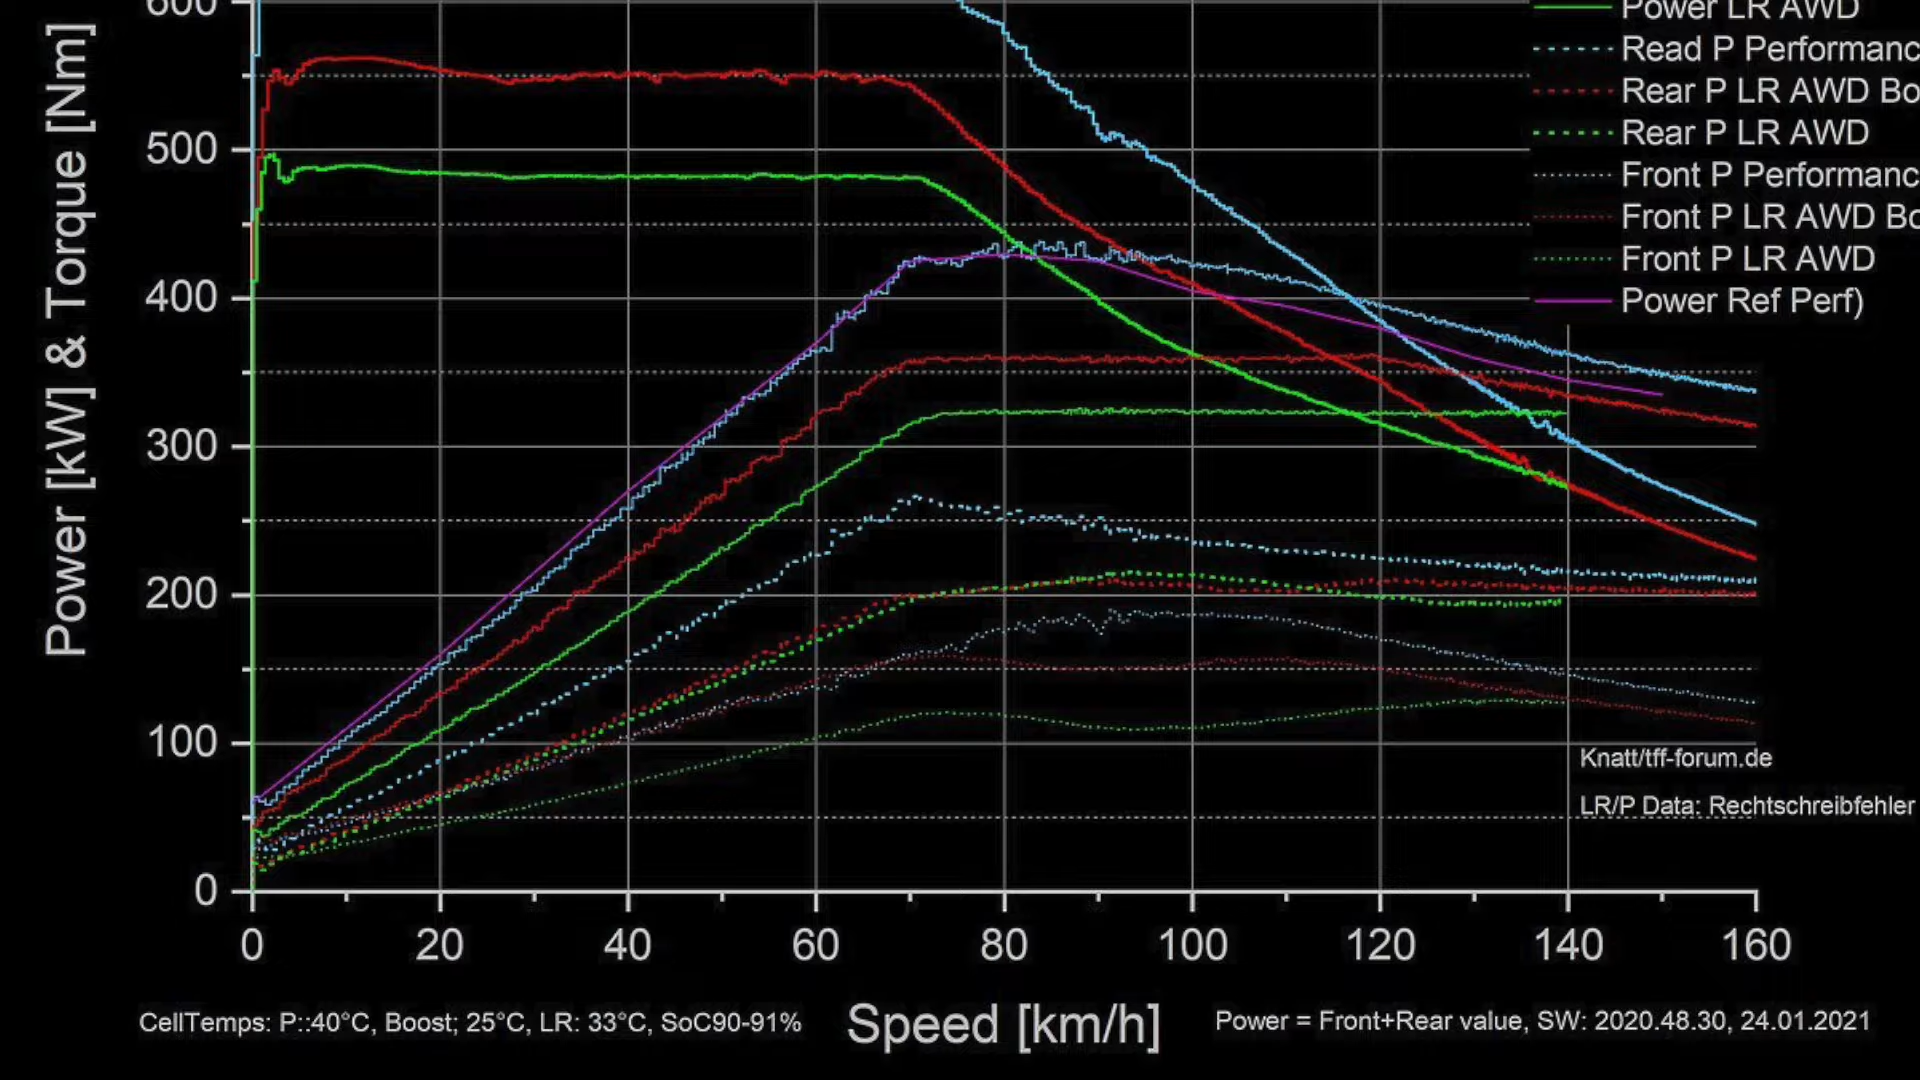 600
500
400
300
200
100
0
Power [kW] & Torque [Nm]
Power LR AWD
Read P Performanc
Rear P LR AWD Bo
Rear P LR AWD
Front P Performanc
Front P LR AWD Bo
Front P LR AWD
Power Ref Perf)
Knatt/tff-forum.de
LR/P Data: Rechtschreibfehler
0 20 40 60 80 100 120 140 160
CellTemps: P::40°C, Boost; 25°C, LR: 33°C, SoC90-91% Speed [km/h] Power = Front+Rear value, SW: 2020.48.30, 24.01.2021